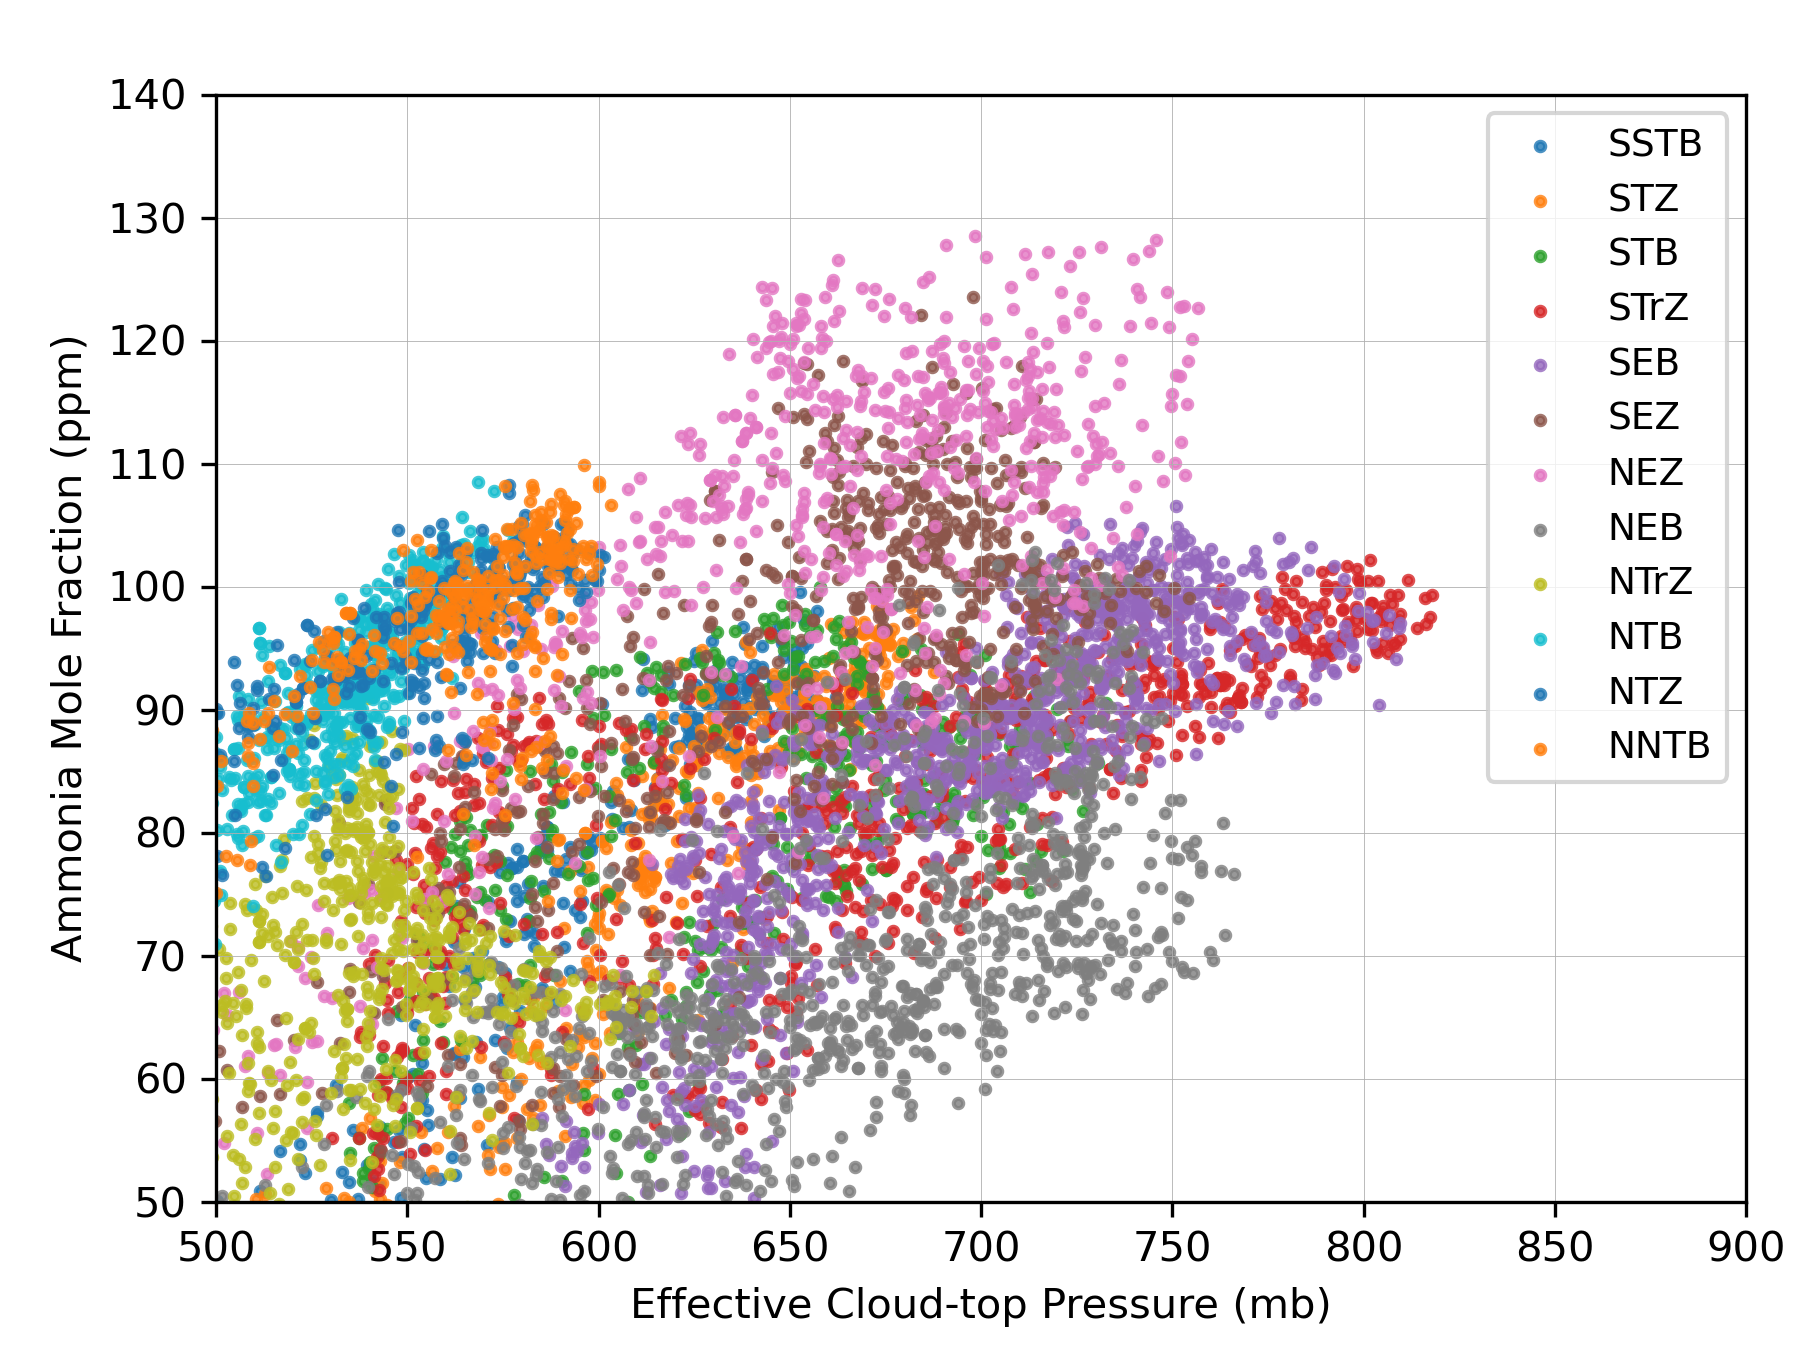 140
130
120
110
100
90
80
70
60
50
Ammonia Mole Fraction (ppm)
500 550 600 650 700 750 800 850 900
Effective Cloud-top Pressure (mb)
SSTB
STZ
STB
STrZ
SEB
SEZ
NEZ
NEB
NTrZ
NTB
NTZ
NNTB